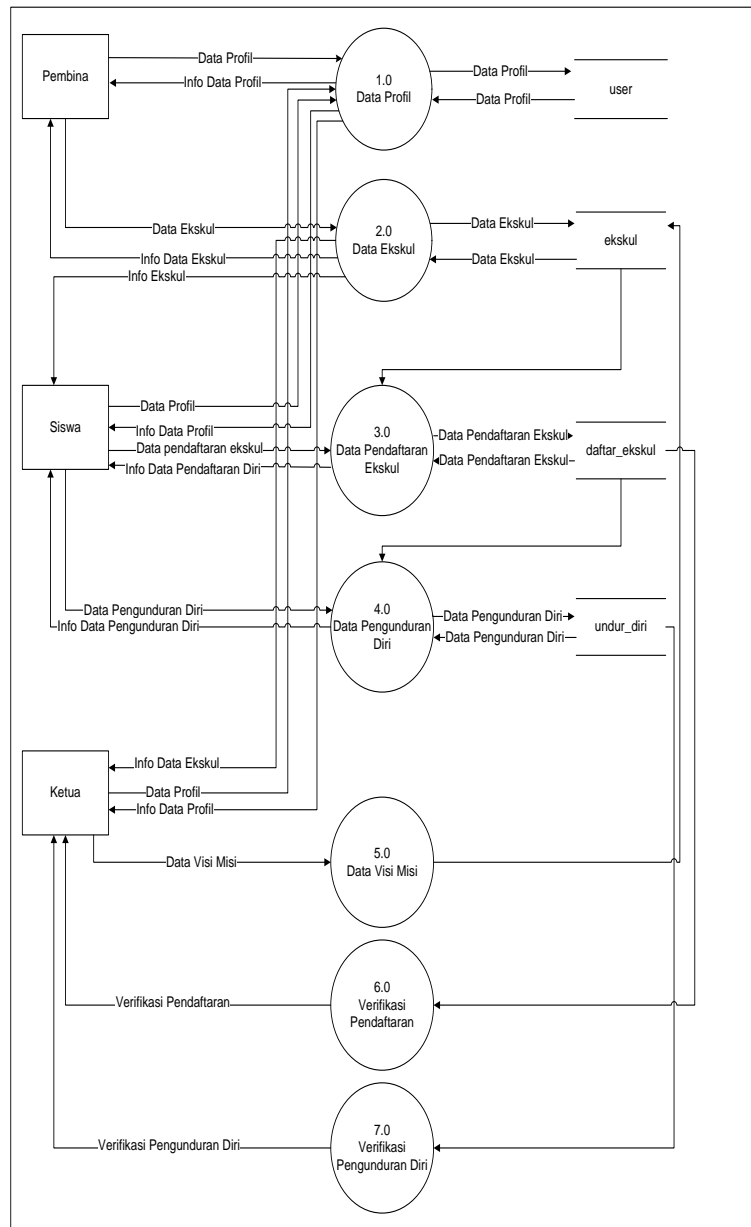 Pembina
Data Profil
Info Data Profil
1.0
Data Profil
Data Profil
Data Profil
user
Data Ekskul
Info Data Ekskul
Info Ekskul
2.0
Data Ekskul
Data Ekskul
Data Ekskul
ekskul
Siswa
Data Profil
Info Data Profil
Data pendaftaran ekskul
Info Data Pendaftaran Diri
3.0
Data Pendaftaran
Ekskul
Data Pendaftaran Ekskul
Data Pendaftaran Ekskul
daftar_ekskul
Data Pengunduran Diri
Info Data Pengunduran Diri
4.0
Data Pengunduran
Diri
Data Pengunduran Diri
Data Pengunduran Diri
undur_diri
Ketua
Info Data Ekskul
Data Profil
Info Data Profil
Data Visi Misi
5.0
Data Visi Misi
Verifikasi Pendaftaran
6.0
Verifikasi
Pendaftaran
Verifikasi Pengunduran Diri
7.0
Verifikasi
Pengunduran Diri